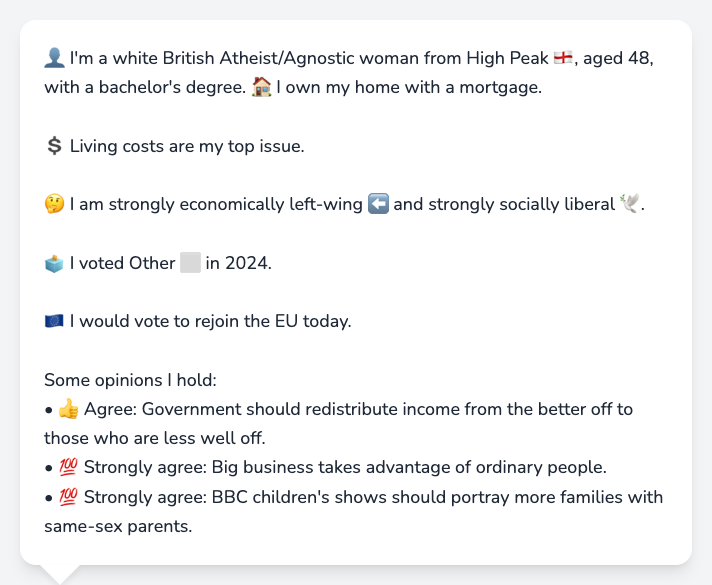 👤 I'm a white British Atheist/Agnostic woman from High Peak 🏴󠁧󠁢󠁥󠁮󠁧󠁿, aged 48,
with a bachelor's degree. 🏠 I own my home with a mortgage.
💲 Living costs are my top issue.
🤔 I am strongly economically left-wing ⬅️ and strongly socially liberal 🕊️.
🗳️ I voted Other ⬜ in 2024.
🇪🇺 I would vote to rejoin the EU today.
Some opinions I hold:
• 👍 Agree: Government should redistribute income from the better off to
those who are less well off.
• 💯 Strongly agree: Big business takes advantage of ordinary people.
• 💯 Strongly agree: BBC children's shows should portray more families with
same-sex parents.